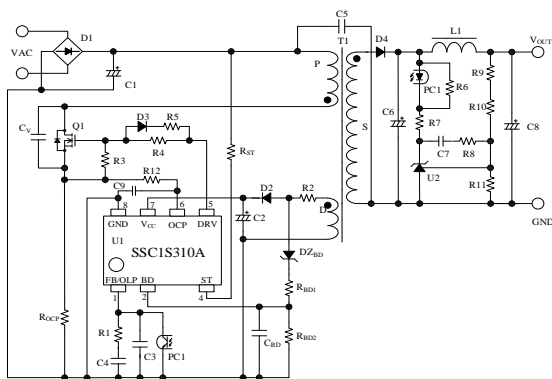 C5
D1
T1
D4
L1
VOUT
VAC
P
C1
PC1
R6
R9
R10
CV
Q1
D3
R5
R4
RST
C6
S
R7
C8
R3
C7
R8
R12
U2
R11
C9
D2
R2
8 7 6 5
GND VCC OCP DRV
C2
D
GND
U1
SSC1S310A
DZBD
FB/OLP BD ST
1 2 4
RBD1
ROCP
R1
C3
PC1
CBD
RBD2
C4